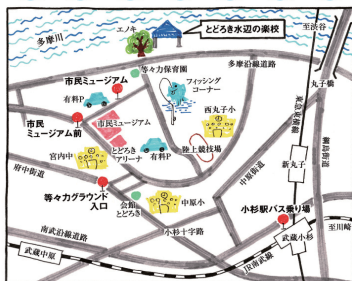 多摩川
エノキ
とどろき水辺の楽校
至渋谷
等々力保育園
多摩沿線道路
丸子橋
市民ミュージアム
有料P
フィッシング
コーナー
西丸子小
市民
ミュージアム前
市民ミュージアム
とどろき
アリーナ
有料P
陸上競技場
東急東横線
綱島街道
宮内中
中原街道
新丸子
府中街道
等々力グラウンド
入口
会館
とどろき
中原小
小杉駅バス乗り場
南武沿線道路
小杉十字路
武蔵小杉
至川崎
武蔵中原
JR南武線